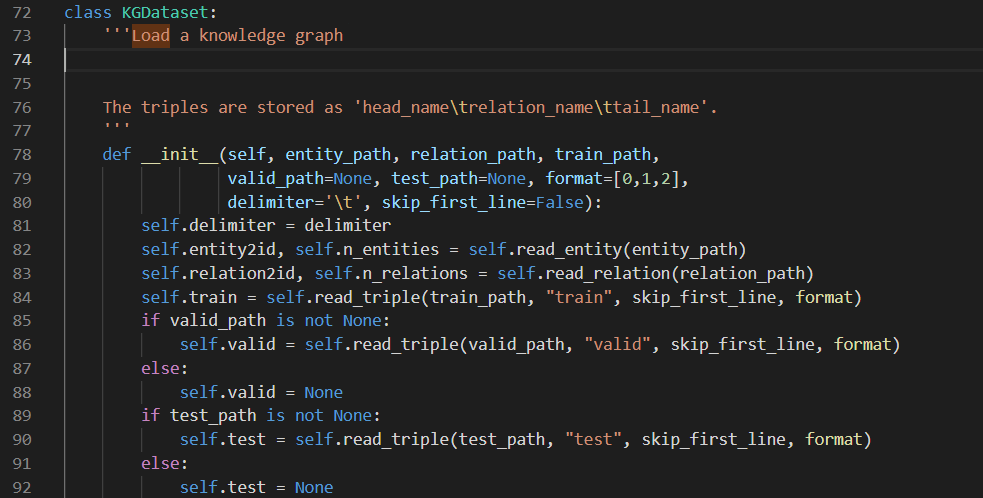 72 class KGDataset:
73     '''Load a knowledge graph
74
75
76     The triples are stored as 'head_name\trelation_name\ttail_name'.
77     '''
78     def __init__(self, entity_path, relation_path, train_path,
79                  valid_path=None, test_path=None, format=[0,1,2],
80                  delimiter='\t', skip_first_line=False):
81         self.delimiter = delimiter
82         self.entity2id, self.n_entities = self.read_entity(entity_path)
83         self.relation2id, self.n_relations = self.read_relation(relation_path)
84         self.train = self.read_triple(train_path, "train", skip_first_line, format)
85         if valid_path is not None:
86             self.valid = self.read_triple(valid_path, "valid", skip_first_line, format)
87         else:
88             self.valid = None
89         if test_path is not None:
90             self.test = self.read_triple(test_path, "test", skip_first_line, format)
91         else:
92             self.test = None